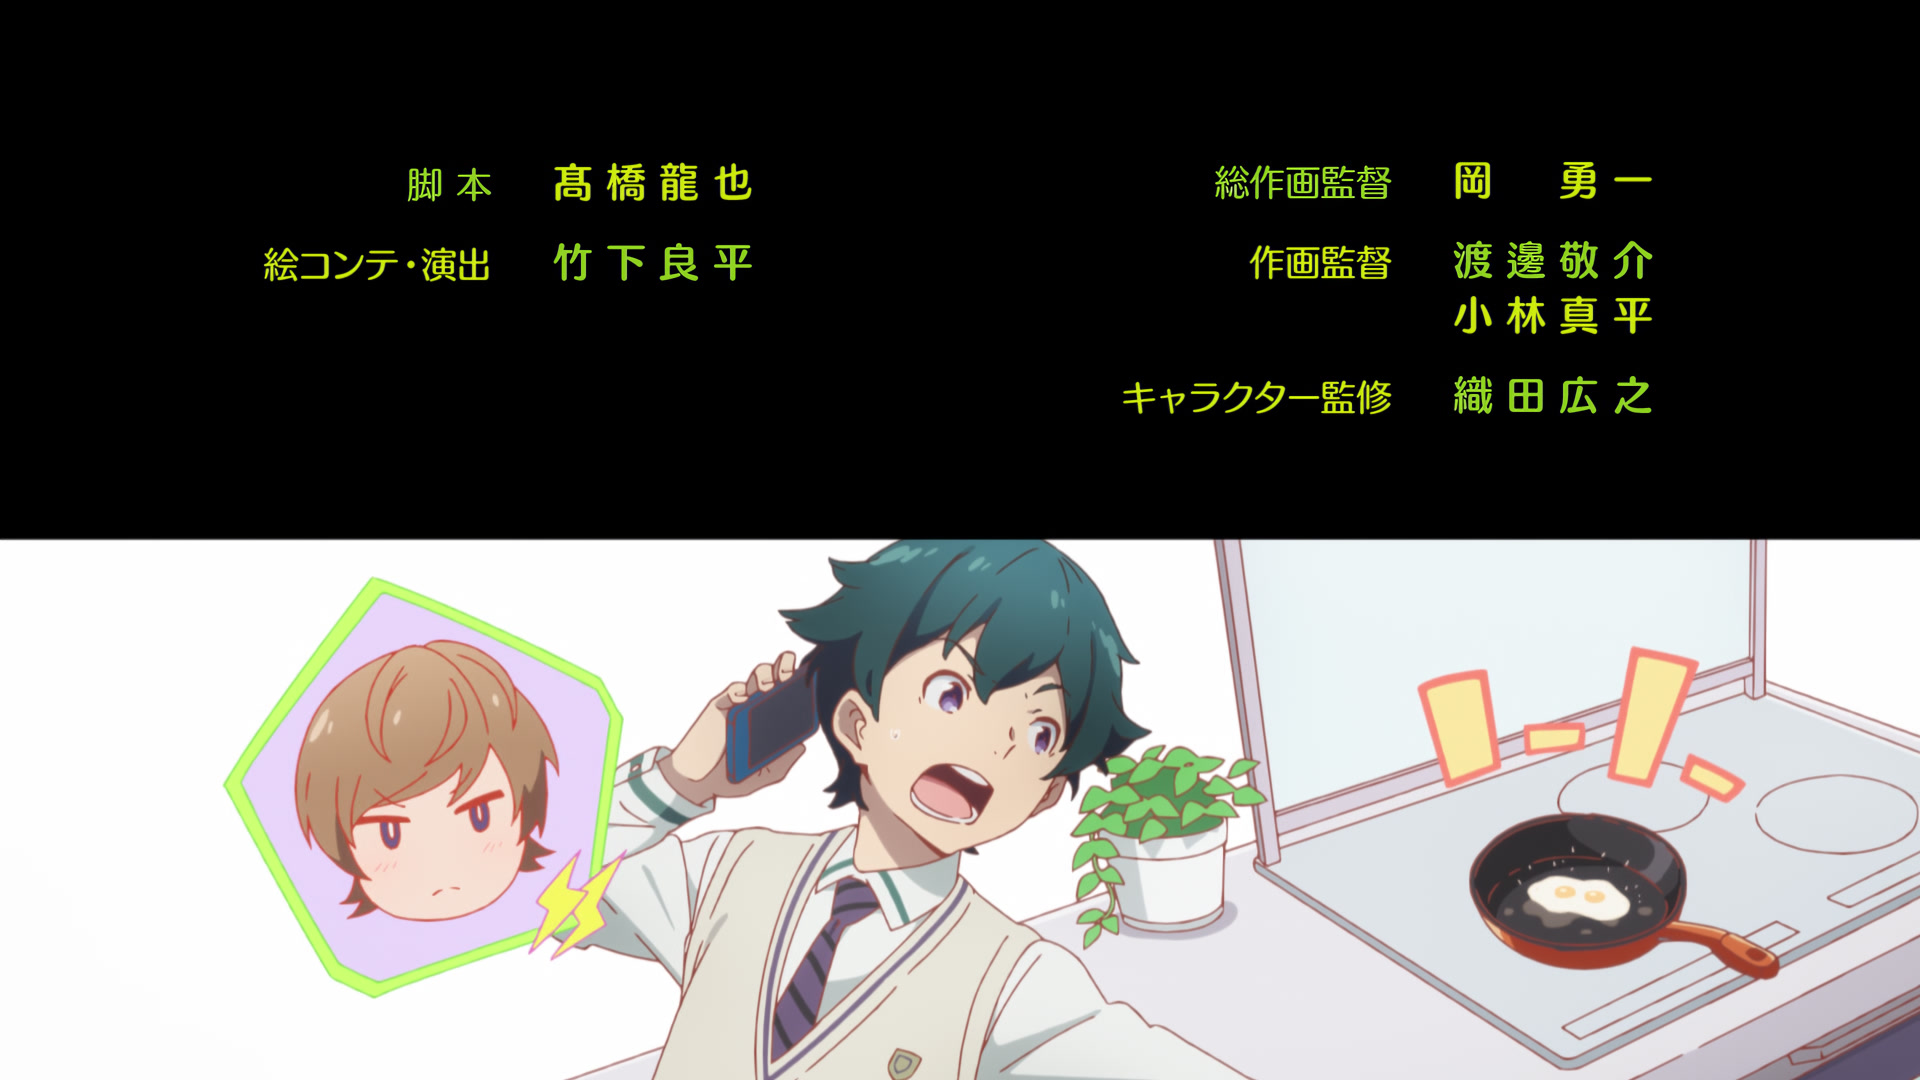 脚本 髙橋龍也
絵コンテ・演出 竹下良平
総作画監督 岡 勇一
作画監督 渡邊敬介
小林真平
キャラクター監修 織田広之